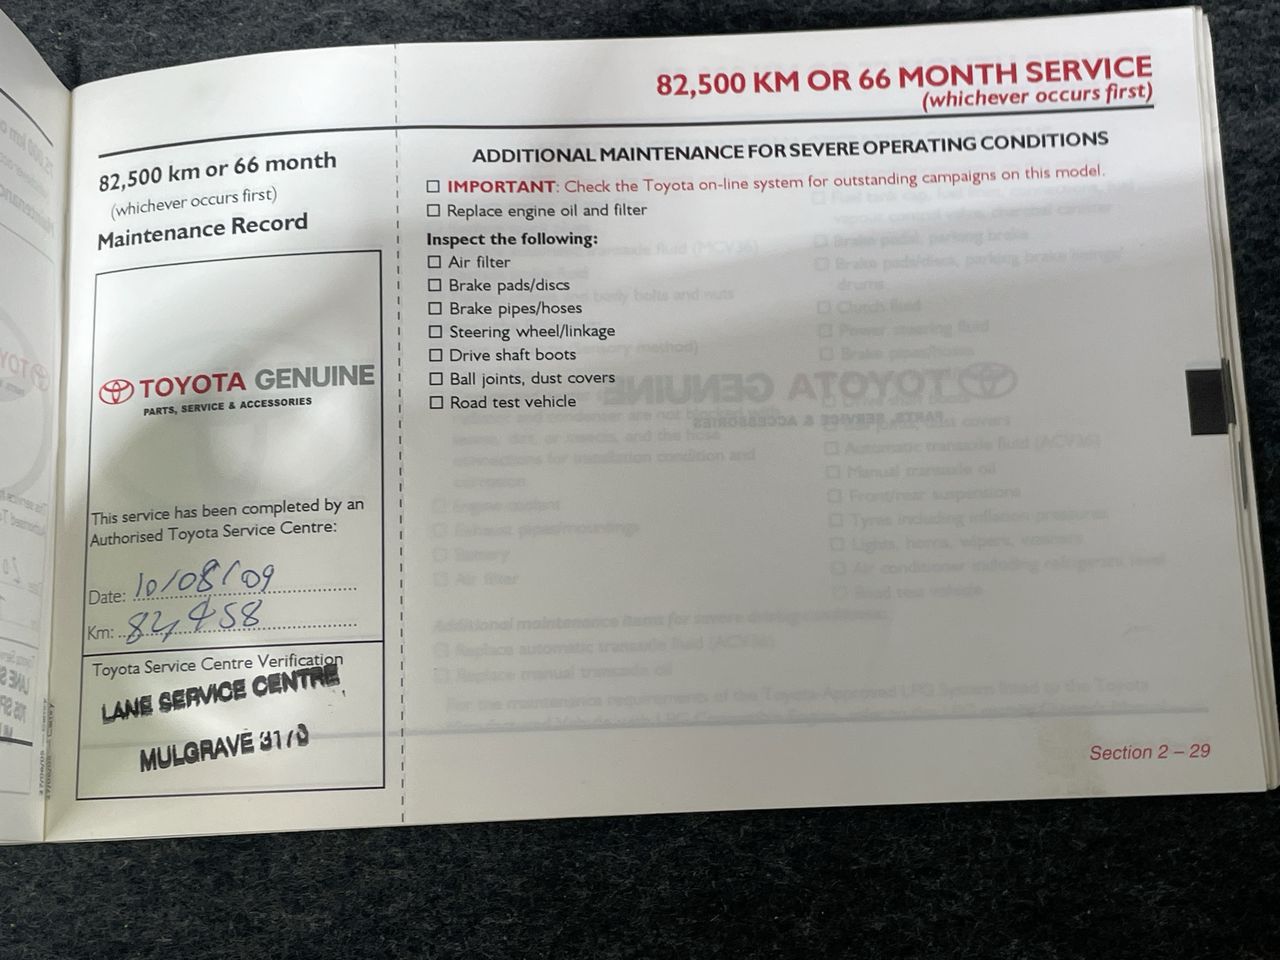 82,500 KM OR 66 MONTH SERVICE
(whichever occurs first)
82,500 km or 66 month
(whichever occurs first)
Maintenance Record
TOYOTA GENUINE
PARTS, SERVICE & ACCESSORIES
This service has been completed by an
Authorised Toyota Service Centre:
Date: 10/08/09
Km: 82,458
Toyota Service Centre Verification
LANE SERVICE CENTRE
MULGRAVE 3170
ADDITIONAL MAINTENANCE FOR SEVERE OPERATING CONDITIONS
IMPORTANT: Check the Toyota on-line system for outstanding campaigns on this model.
Replace engine oil and filter
Inspect the following:
Air filter
Brake pads/discs
Brake pipes/hoses
Steering wheel/linkage
Drive shaft boots
Ball joints, dust covers
Road test vehicle
Section 2 – 29